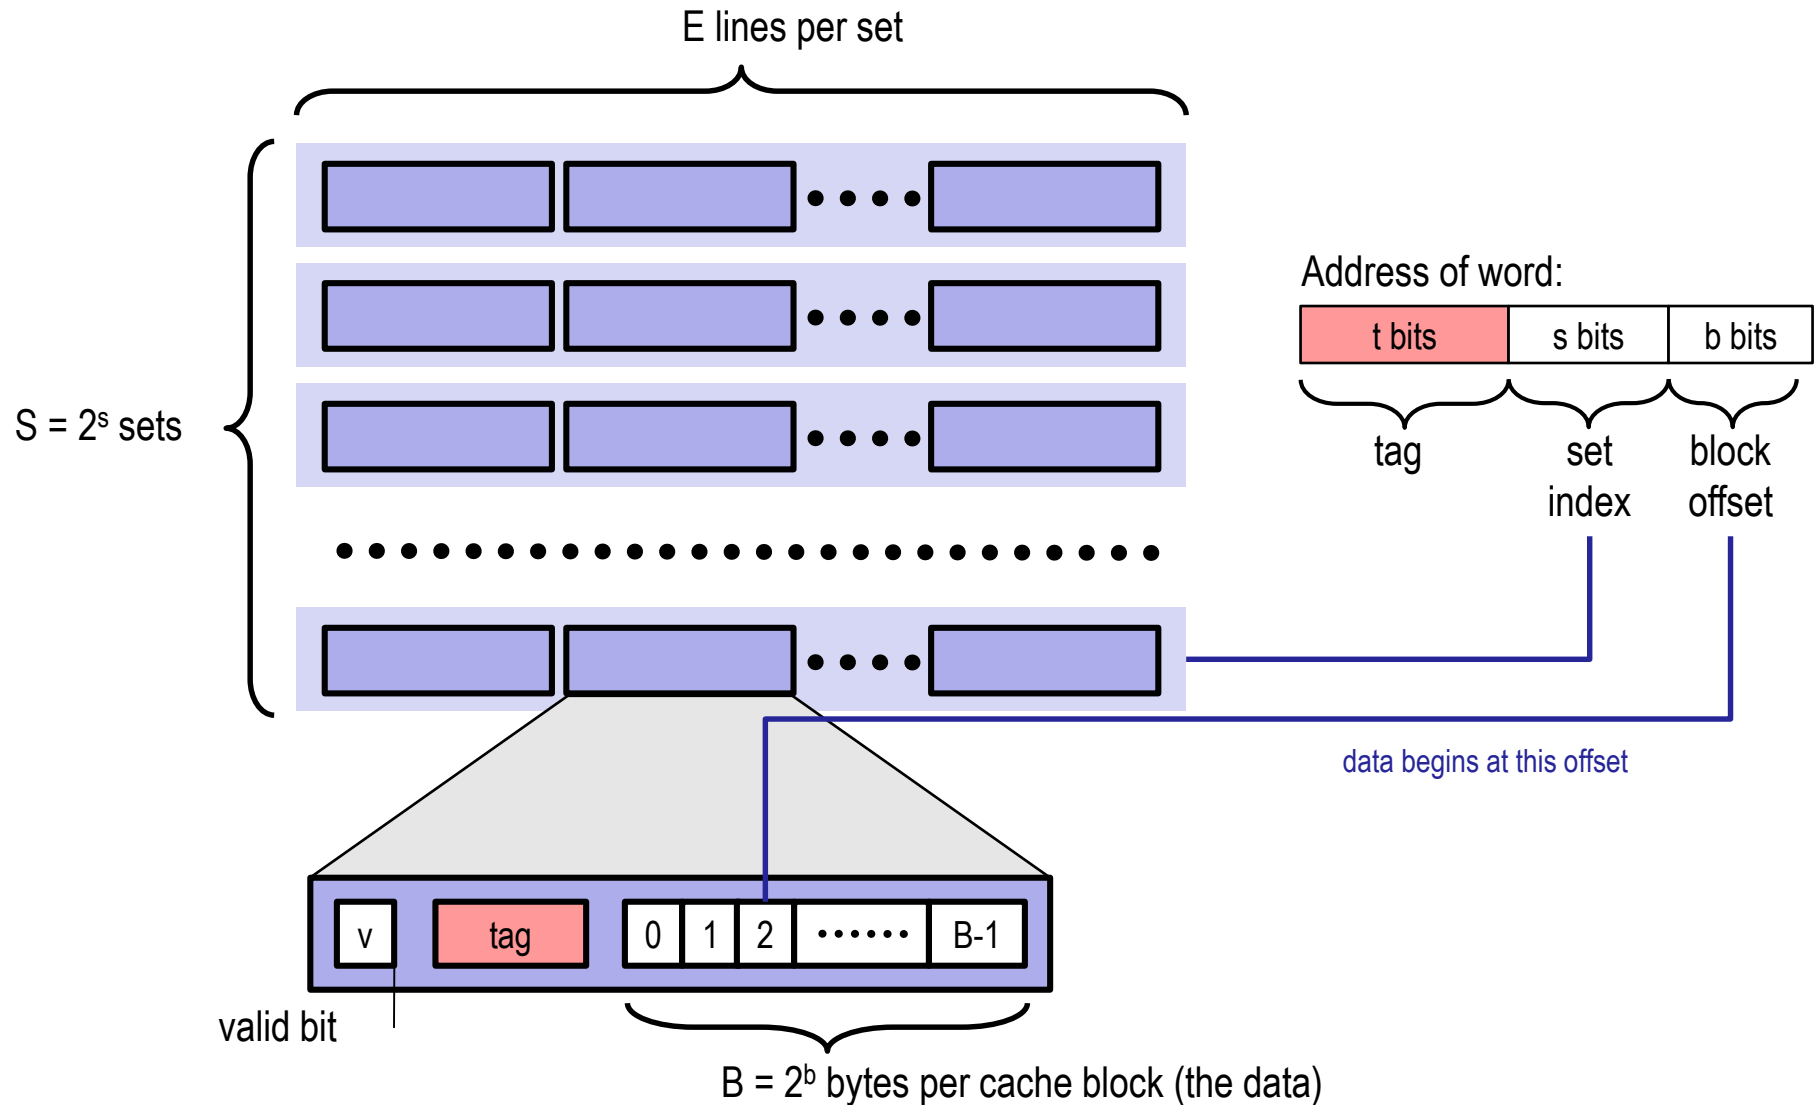 E lines per set
S = 2ˢ sets
Address of word:
t bits s bits b bits
tag set index block offset
data begins at this offset
v tag 0 1 2 B-1
valid bit
B = 2ᵇ bytes per cache block (the data)